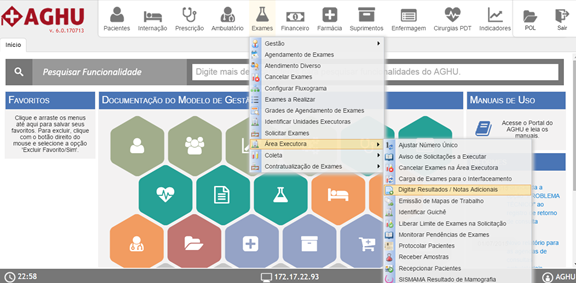 AGHU
v. 6.0.170713
Pacientes Internação Prescrição Ambulatório Exames Financeiro Farmácia Suprimentos Enfermagem Cirurgias PDT Indicadores POL Sair
Início
Pesquisar Funcionalidade
Digite mais de
alidades do AGHU.
FAVORITOS
Clique e arraste os menus
até aqui para salvar seus
favoritos. Para excluir, clique
com o botão direito do
mouse e selecione a opção
'Excluir Favorito/Sim'.
DOCUMENTAÇÃO DO MODELO DE GESTÃ
MANUAIS DE USO
Acesse o Portal do
AGHU e leia os
manuais.
Gestão
Agendamento de Exames
Atendimento Diverso
Cancelar Exames
Configurar Fluxograma
Exames a Realizar
Grades de Agendamento de Exames
Identificar Unidades Executoras
Solicitar Exames
Área Executora
Coleta
Contratualização de Exames
Ajustar Número Único
Aviso de Solicitações a Executar
Cancelar Exames na Área Executora
Carga de Exames para o Interfaceamento
Digitar Resultados / Notas Adicionais
Emissão de Mapas de Trabalho
Identificar Guichê
Liberar Limite de Exames na Solicitação
Monitorar Pendências de Exames
Protocolar Pacientes
Receber Amostras
Recepcionar Pacientes
SISMAMA Resultado de Mamografia
ra a
ROBLEMA
ao
e retorno
itório
para
s de
22:58
172.17.22.93
AGHU